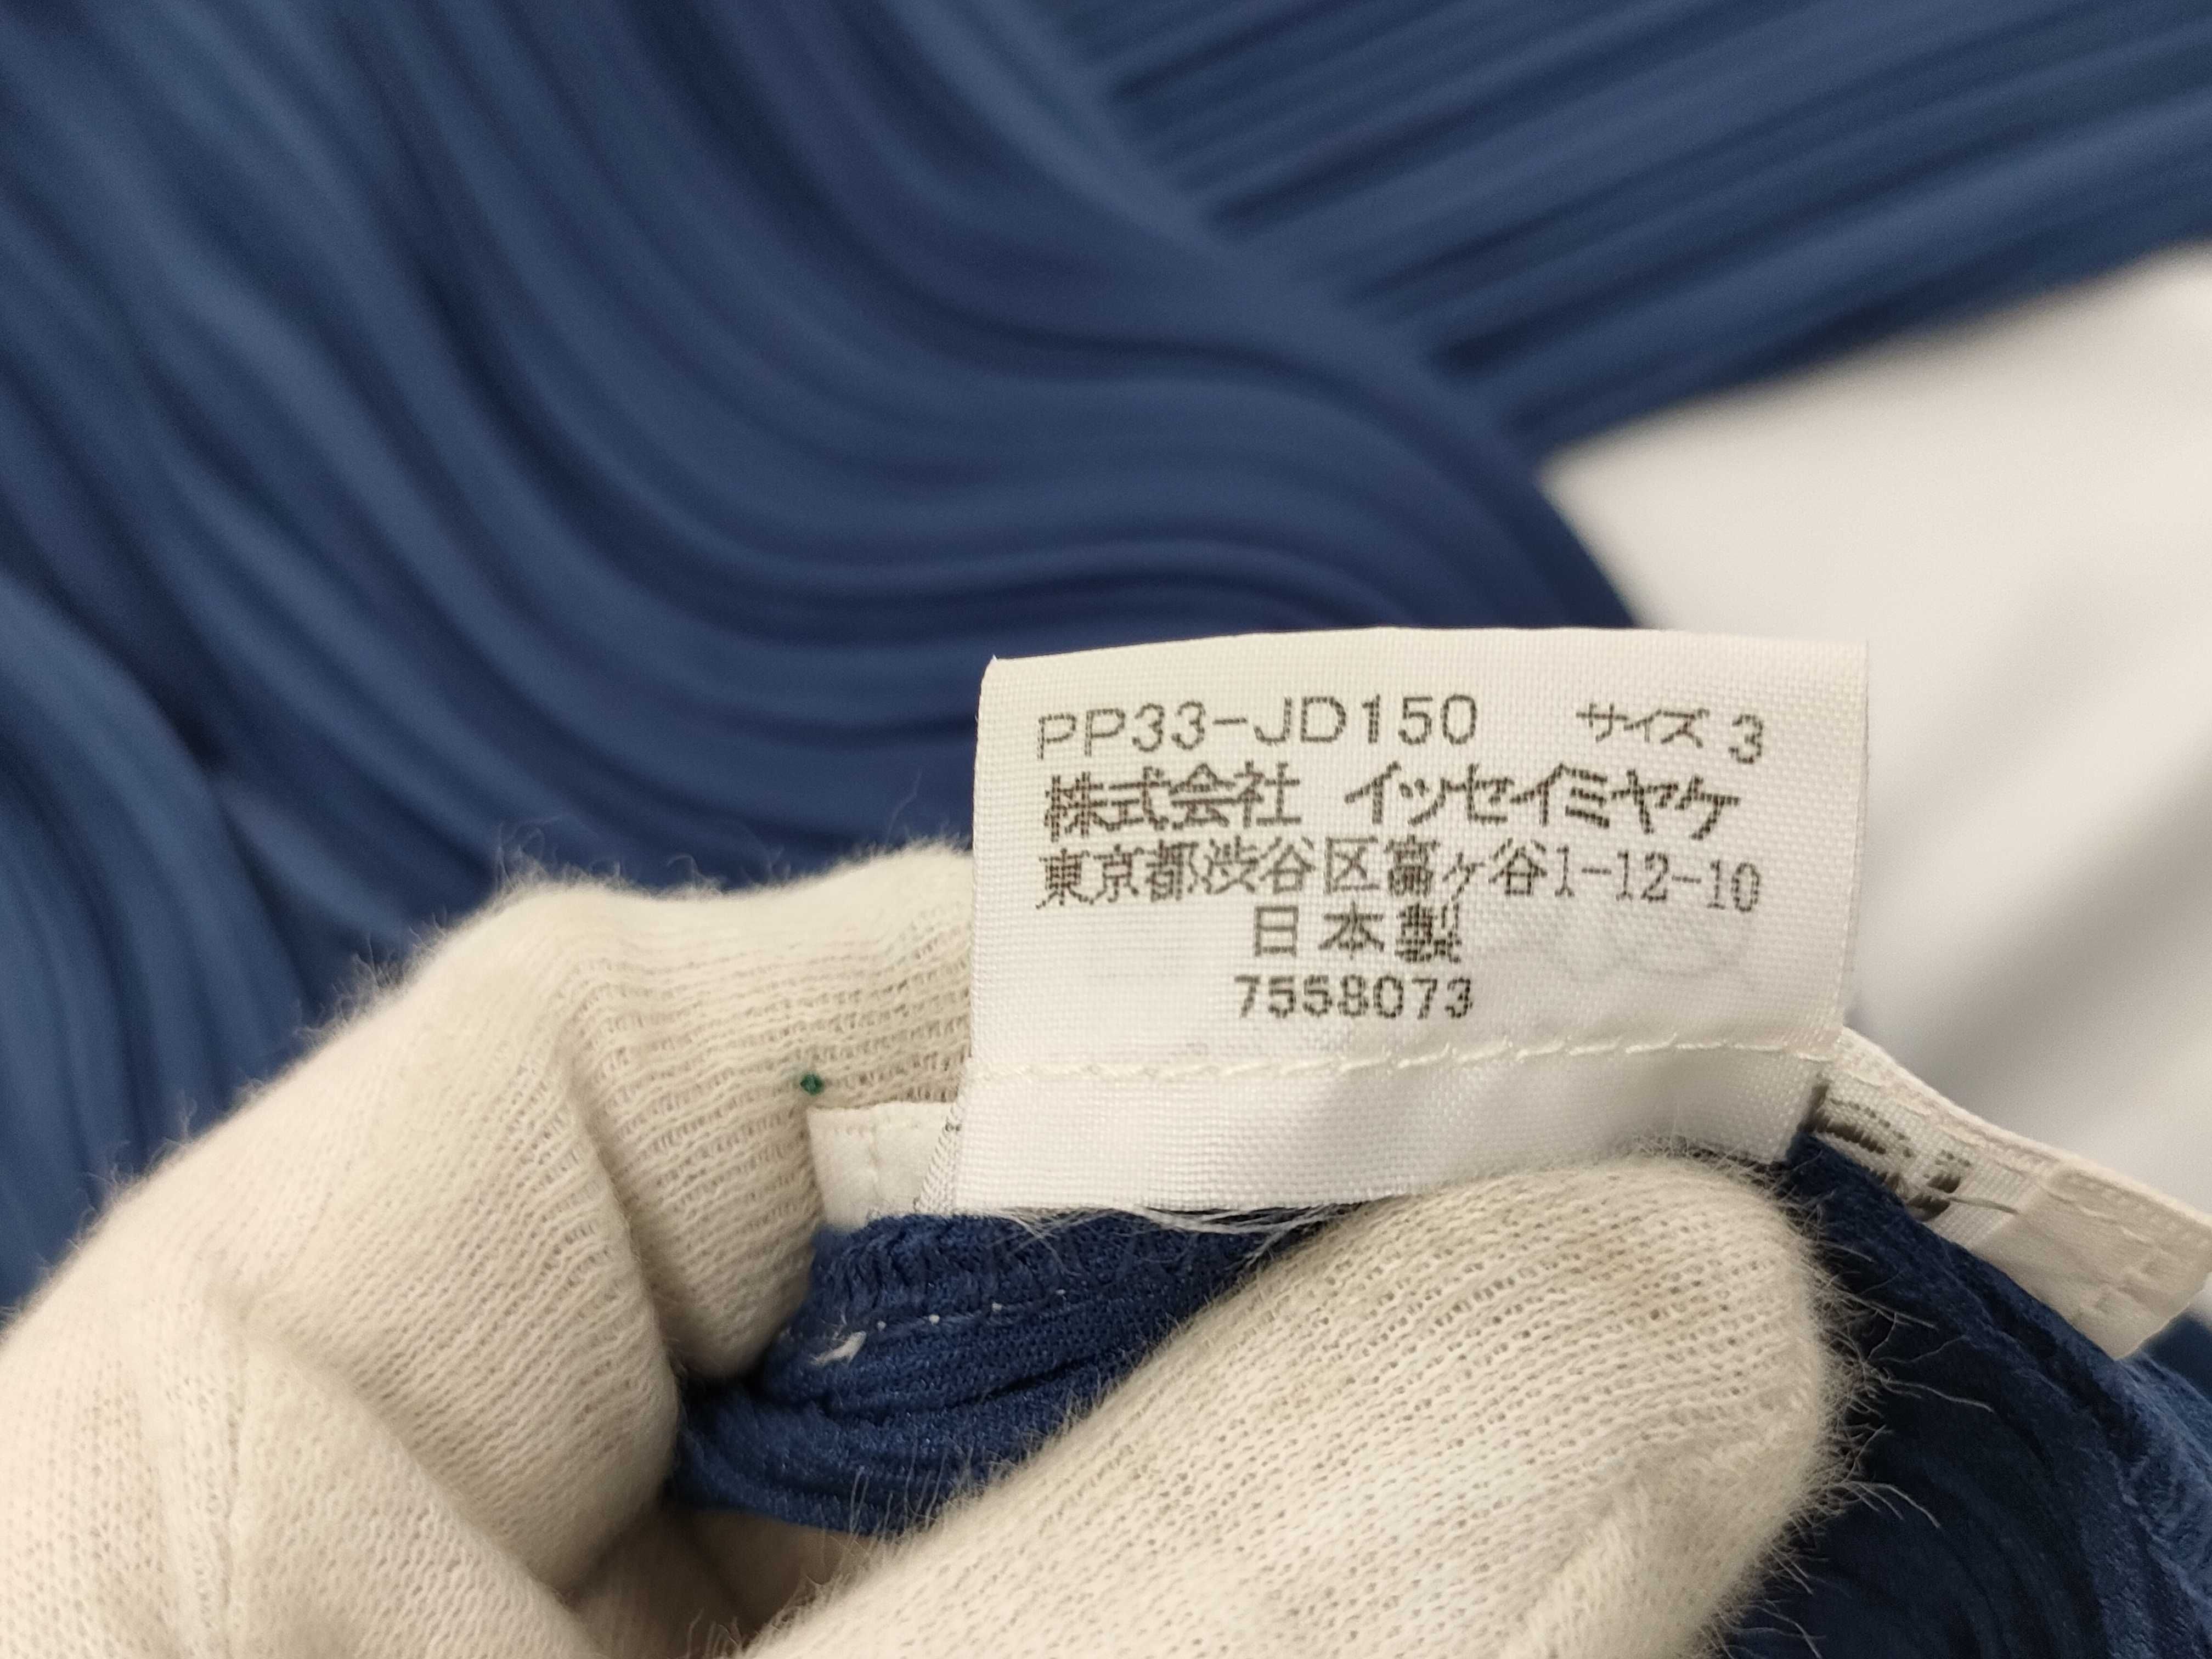 PP33-JD150 サイズ 3
株式会社 イッセイミヤケ
東京都渋谷区富ヶ谷1-12-10
日本製
7558073